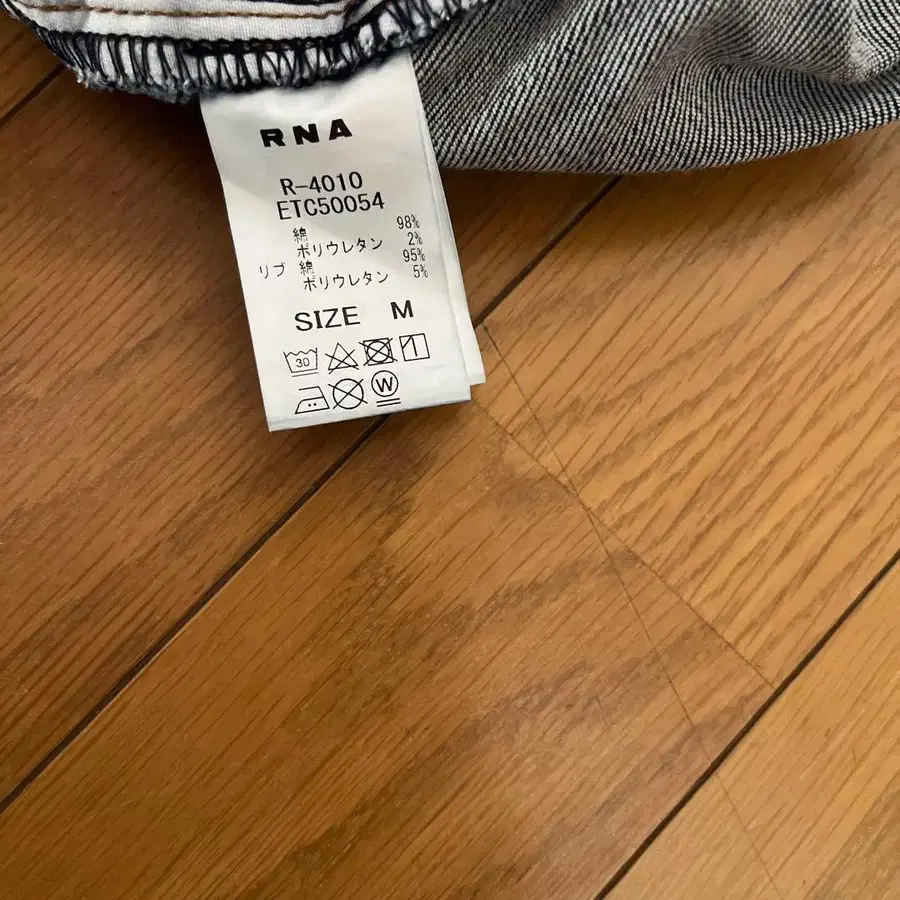 RNA
R-4010
ETC50054
綿 98%
ポリウレタン 2%
リブ 綿 95%
ポリウレタン 5%
SIZE M
30
W